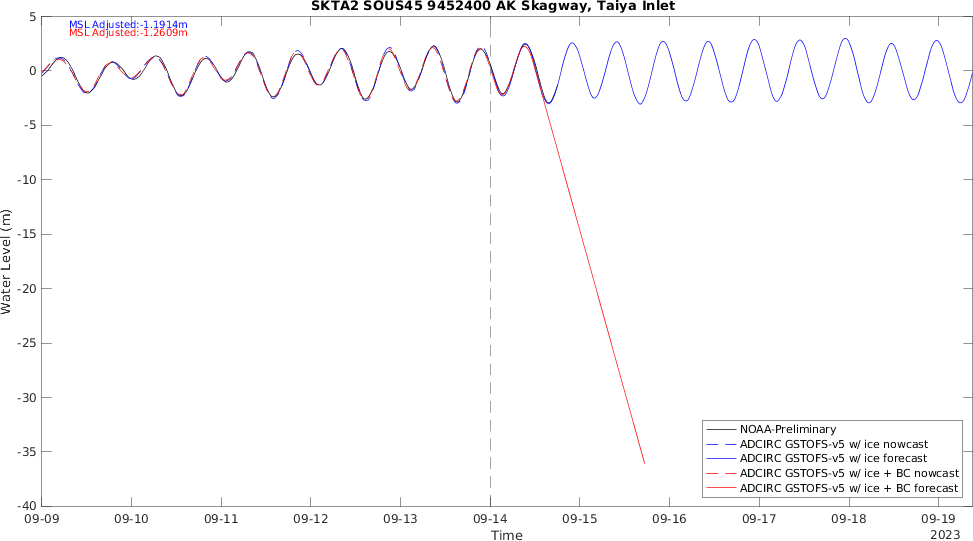 SKTA2 SOUS45 9452400 AK Skagway, Taiya Inlet
MSL Adjusted:-1.1914m
MSL Adjusted:-1.2609m
Water Level (m)
5
0
-5
-10
-15
-20
-25
-30
-35
-40
NOAA-Preliminary
ADCIRC GSTOFS-v5 w/ ice nowcast
ADCIRC GSTOFS-v5 w/ ice forecast
ADCIRC GSTOFS-v5 w/ ice + BC nowcast
ADCIRC GSTOFS-v5 w/ ice + BC forecast
09-09 09-10 09-11 09-12 09-13 09-14 09-15 09-16 09-17 09-18 09-19
Time
2023